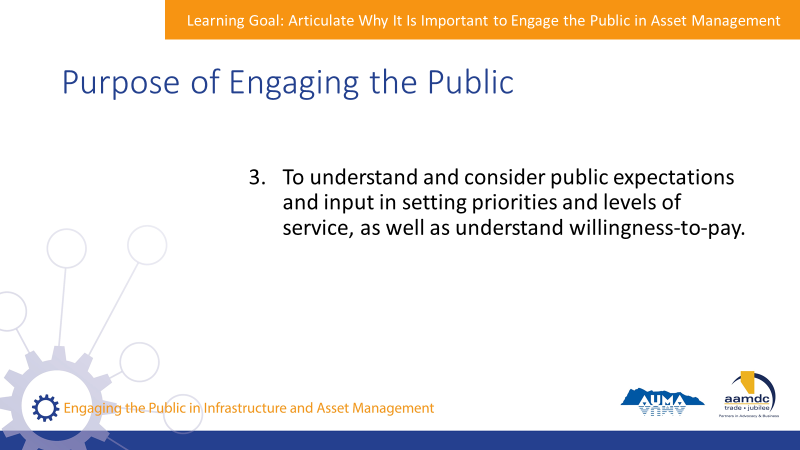 Learning Goal: Articulate Why It Is Important to Engage the Public in Asset Management
Purpose of Engaging the Public
3. To understand and consider public expectations
and input in setting priorities and levels of
service, as well as understand willingness-to-pay.
Engaging the Public in Infrastructure and Asset Management
AUMA
aamdc
trade • jubilee
Partners in Advocacy & Business